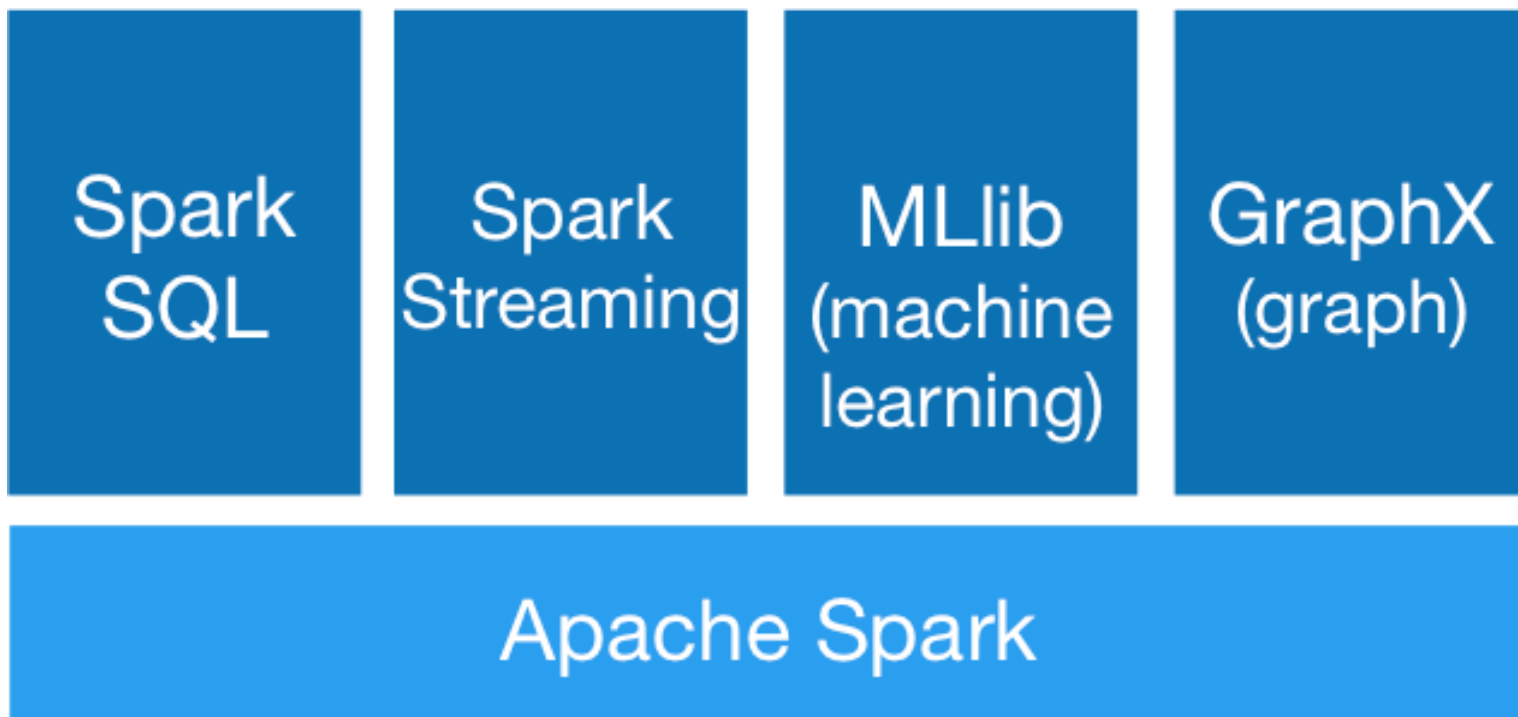 Spark
SQL
Spark
Streaming
MLlib
(machine
learning)
GraphX
(graph)
Apache Spark